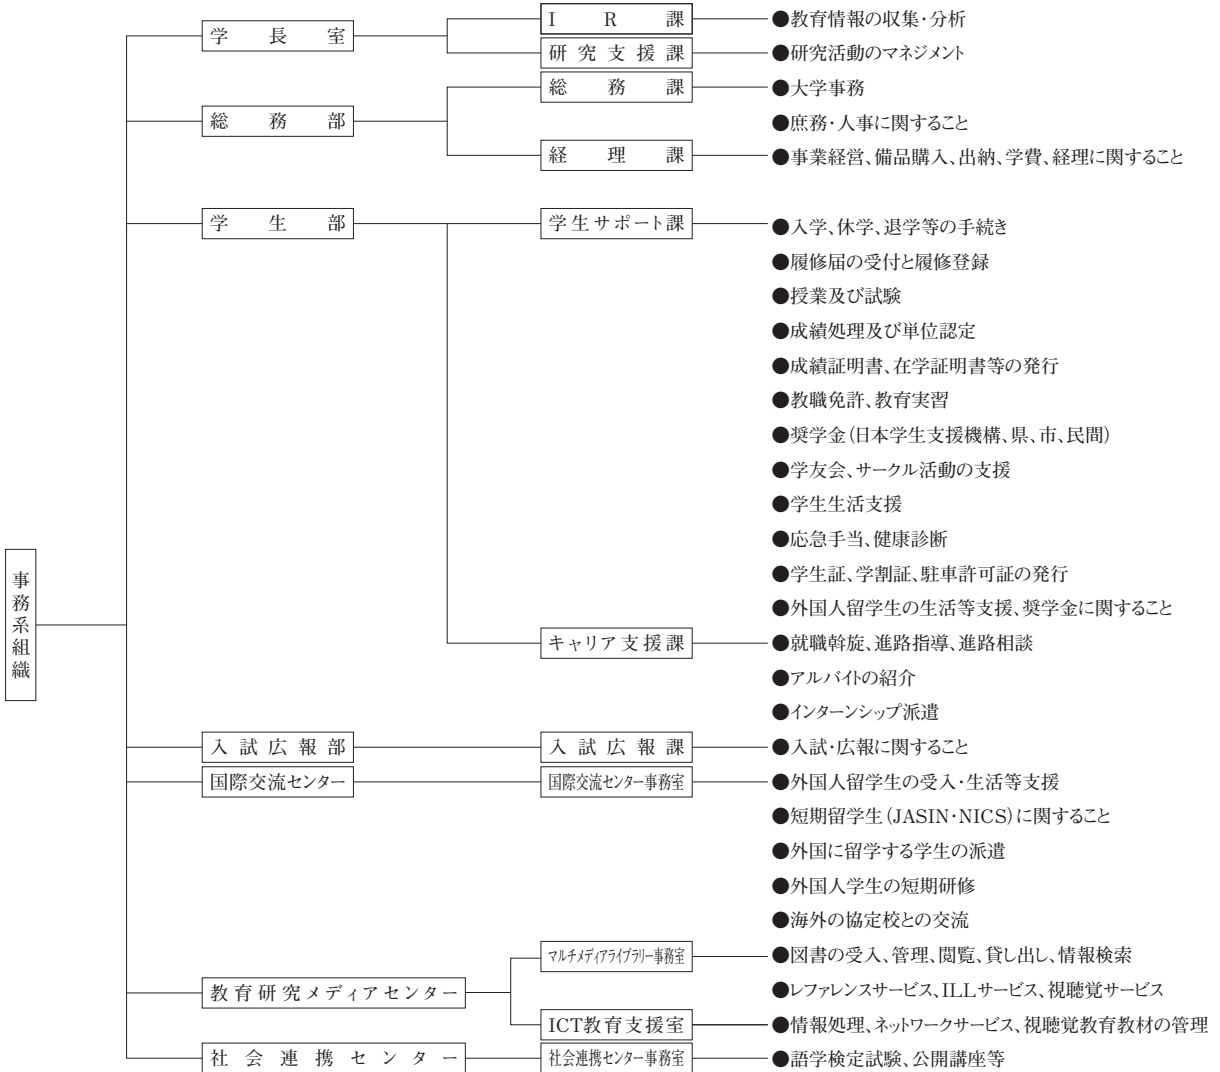 事務系組織
学長室
IR課
●教育情報の収集・分析
研究支援課
●研究活動のマネジメント
総務部
総務課
●大学事務
●庶務・人事に関すること
経理課
●事業経営、備品購入、出納、学費、経理に関すること
学生部
学生サポート課
●入学、休学、退学等の手続き
●履修届の受付と履修登録
●授業及び試験
●成績処理及び単位認定
●成績証明書、在学証明書等の発行
●教職免許、教育実習
●奨学金(日本学生支援機構、県、市、民間)
●学友会、サークル活動の支援
●学生生活支援
●応急手当、健康診断
●学生証、学割証、駐車許可証の発行
●外国人留学生の生活等支援、奨学金に関すること
キャリア支援課
●就職斡旋、進路指導、進路相談
●アルバイトの紹介
●インターンシップ派遣
入試広報部
入試広報課
●入試・広報に関すること
国際交流センター
国際交流センター事務室
●外国人留学生の受入・生活等支援
●短期留学生(JASIN・NICS)に関すること
●外国に留学する学生の派遣
●外国人学生の短期研修
●海外の協定校との交流
教育研究メディアセンター
マルチメディアライブラリー事務室
●図書の受入、管理、閲覧、貸し出し、情報検索
●レファレンスサービス、ILLサービス、視聴覚サービス
ICT教育支援室
●情報処理、ネットワークサービス、視聴覚教育教材の管理
社会連携センター
社会連携センター事務室
●語学検定試験、公開講座等